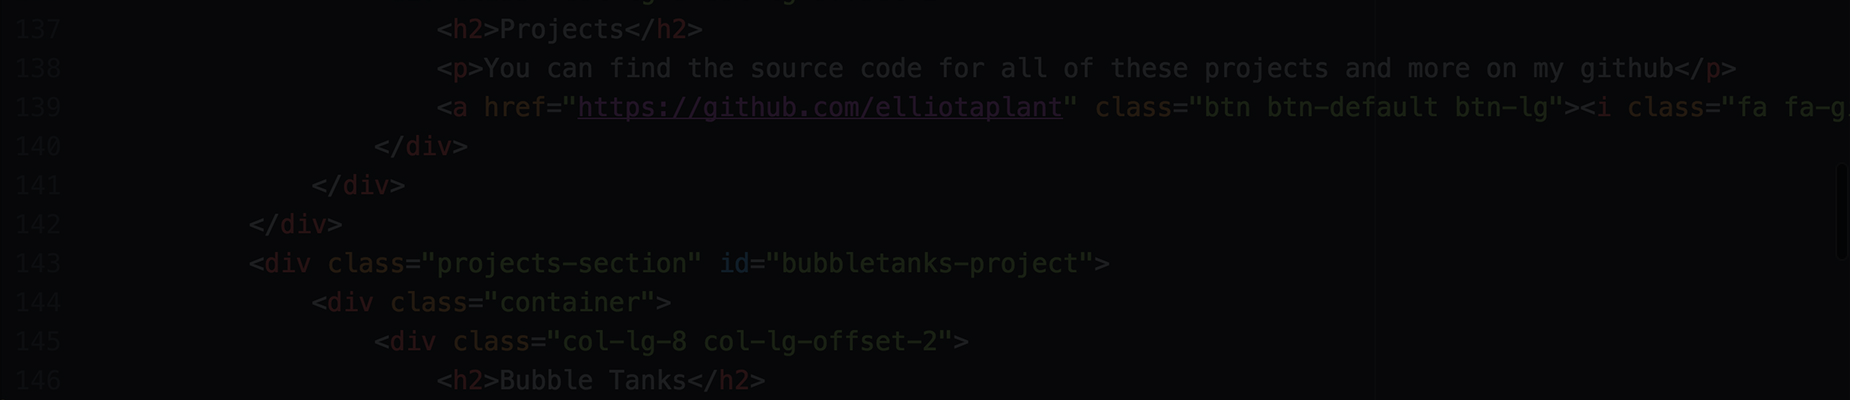 137 <h2>Projects</h2>
138 <p>You can find the source code for all of these projects and more on my github</p>
139 <a href="https://github.com/elliotaplant" class="btn btn-default btn-lg"><i class="fa fa-g
140 </div>
141 </div>
142 </div>
143 <div class="projects-section" id="bubbletanks-project">
144 <div class="container">
145 <div class="col-lg-8 col-lg-offset-2">
146 <h2>Bubble Tanks</h2>